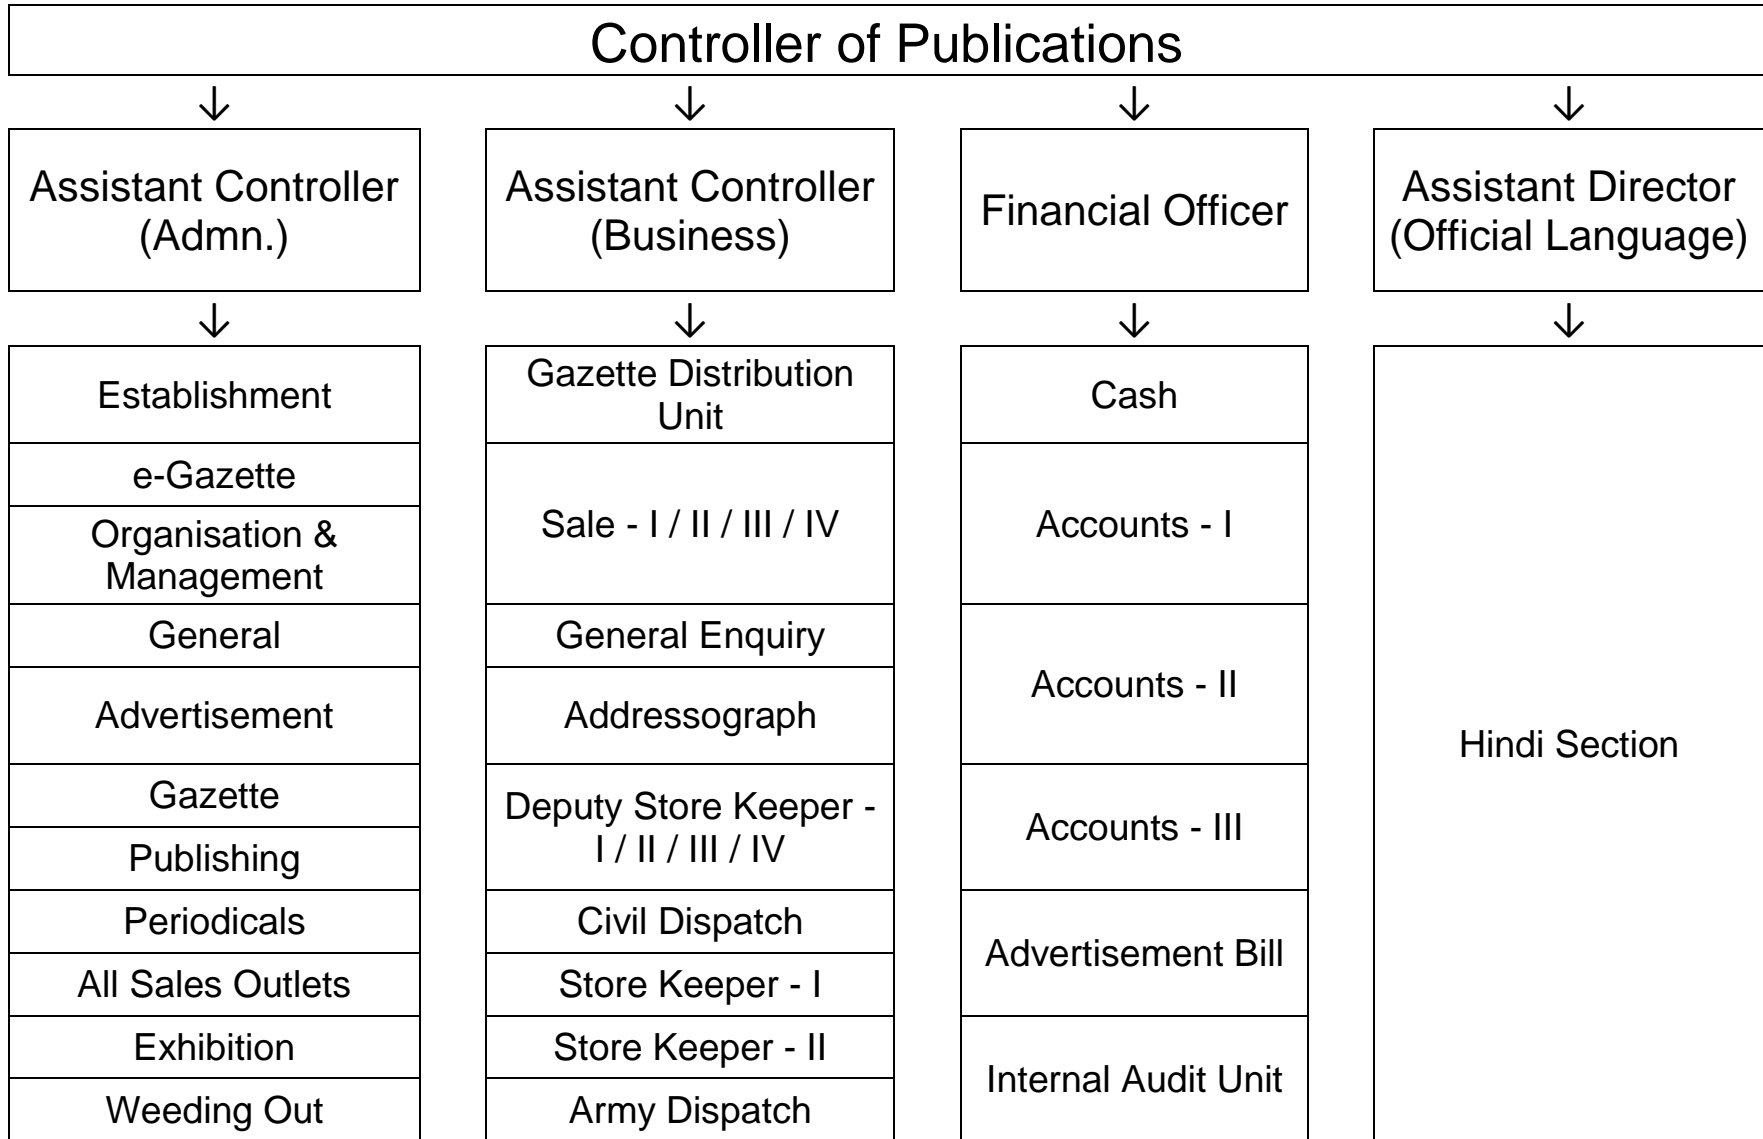 Controller of Publications
↓ ↓ ↓ ↓
Assistant Controller
(Admn.)
Assistant Controller
(Business)
Financial Officer
Assistant Director
(Official Language)
↓ ↓ ↓ ↓
Establishment
e-Gazette
Organisation &
Management
General
Advertisement
Gazette
Publishing
Periodicals
All Sales Outlets
Exhibition
Weeding Out
Gazette Distribution
Unit
Sale - I / II / III / IV
General Enquiry
Addressograph
Deputy Store Keeper -
I / II / III / IV
Civil Dispatch
Store Keeper - I
Store Keeper - II
Army Dispatch
Cash
Accounts - I
Accounts - II
Accounts - III
Advertisement Bill
Internal Audit Unit
Hindi Section